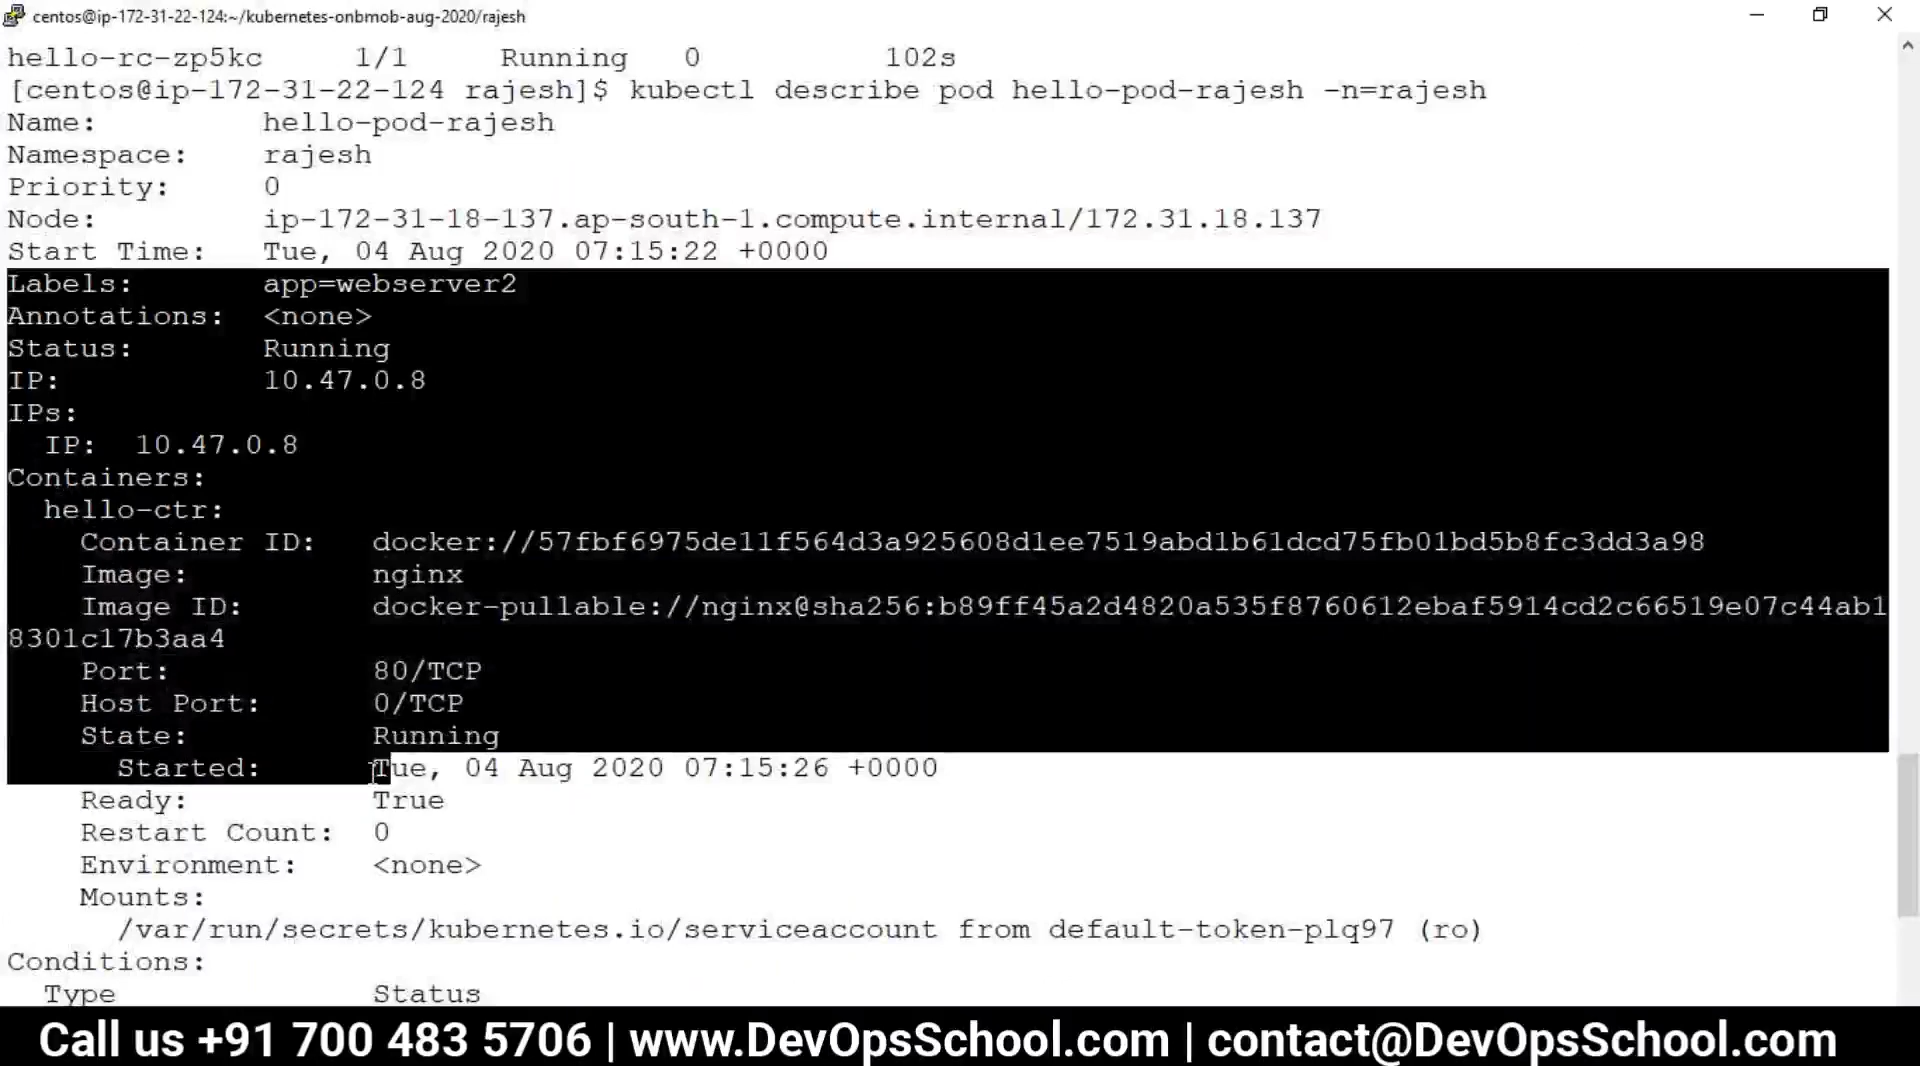 centos@ip-172-31-22-124:~/kubernetes-onbmob-aug-2020/rajesh
hello-rc-zp5kc     1/1     Running   0          102s
[centos@ip-172-31-22-124 rajesh]$ kubectl describe pod hello-pod-rajesh -n=rajesh
Name:         hello-pod-rajesh
Namespace:    rajesh
Priority:     0
Node:         ip-172-31-18-137.ap-south-1.compute.internal/172.31.18.137
Start Time:   Tue, 04 Aug 2020 07:15:22 +0000
Labels:       app=webserver2
Annotations:  <none>
Status:       Running
IP:           10.47.0.8
IPs:
  IP:  10.47.0.8
Containers:
  hello-ctr:
    Container ID:   docker://57fbf6975de11f564d3a925608d1ee7519abd1b61dcd75fb01bd5b8fc3dd3a98
    Image:          nginx
    Image ID:       docker-pullable://nginx@sha256:b89ff45a2d4820a535f8760612ebaf5914cd2c66519e07c44ab1
8301c17b3aa4
    Port:           80/TCP
    Host Port:      0/TCP
    State:          Running
      Started:      Tue, 04 Aug 2020 07:15:26 +0000
    Ready:          True
    Restart Count:  0
    Environment:    <none>
    Mounts:
      /var/run/secrets/kubernetes.io/serviceaccount from default-token-plq97 (ro)
Conditions:
  Type              Status
Call us +91 700 483 5706 | www.DevOpsSchool.com | contact@DevOpsSchool.com